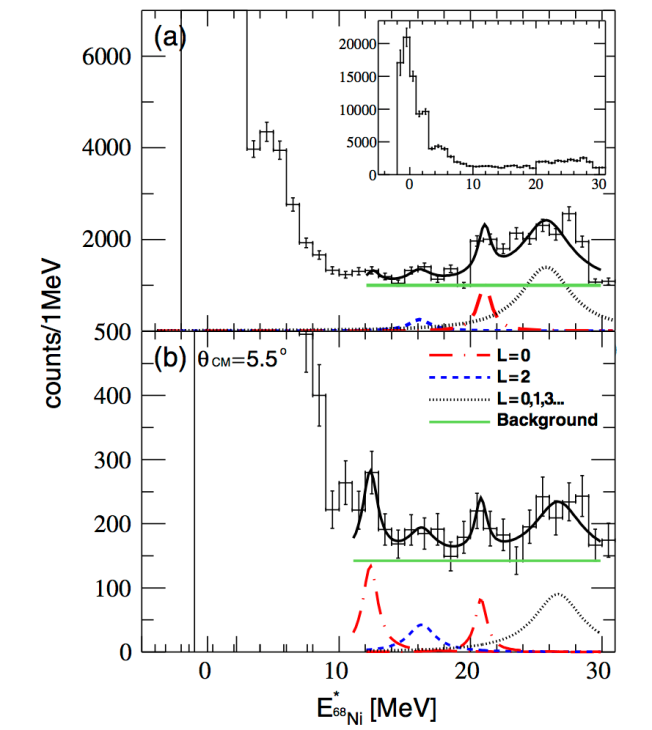 (a)
20000
15000
10000
5000
0
0 10 20 30
6000
4000
2000
counts/1MeV
500
400
300
200
100
0
(b) θCM=5.5°
L=0
L=2
L=0,1,3...
Background
0 10 20 30
E*68Ni [MeV]